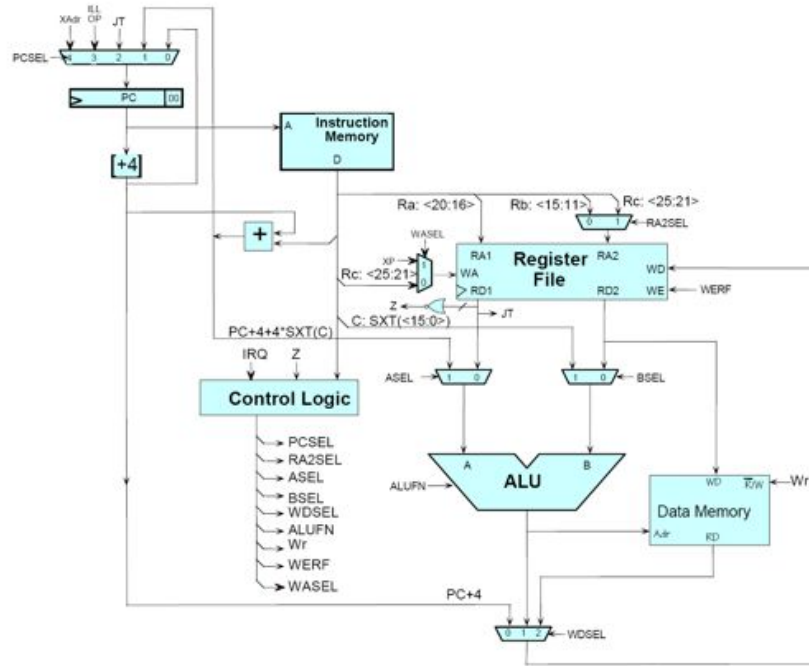 XAdr
ILL
OP
JT
PCSEL
4 3 2 1 0
PC 00
A Instruction
Memory
D
[+4]
Ra: <20:16>
Rb: <15:11>
Rc: <25:21>
0 1
RA2SEL
+
WASEL
XP
1
Rc: <25:21>
0
RA1
RA2
WA
Register
File
WD
RD1
RD2
WE
WERF
Z
JT
C: SXT(<15:0>)
PC+4+4*SXT(C)
IRQ
Z
ASEL
1 0
1 0
BSEL
Control Logic
PCSEL
RA2SEL
ASEL
BSEL
WDSEL
ALUFN
Wr
WERF
WASEL
A
B
ALUFN
ALU
WD
R/W
Wr
Data Memory
Adr
RD
PC+4
0 1 2
WDSEL